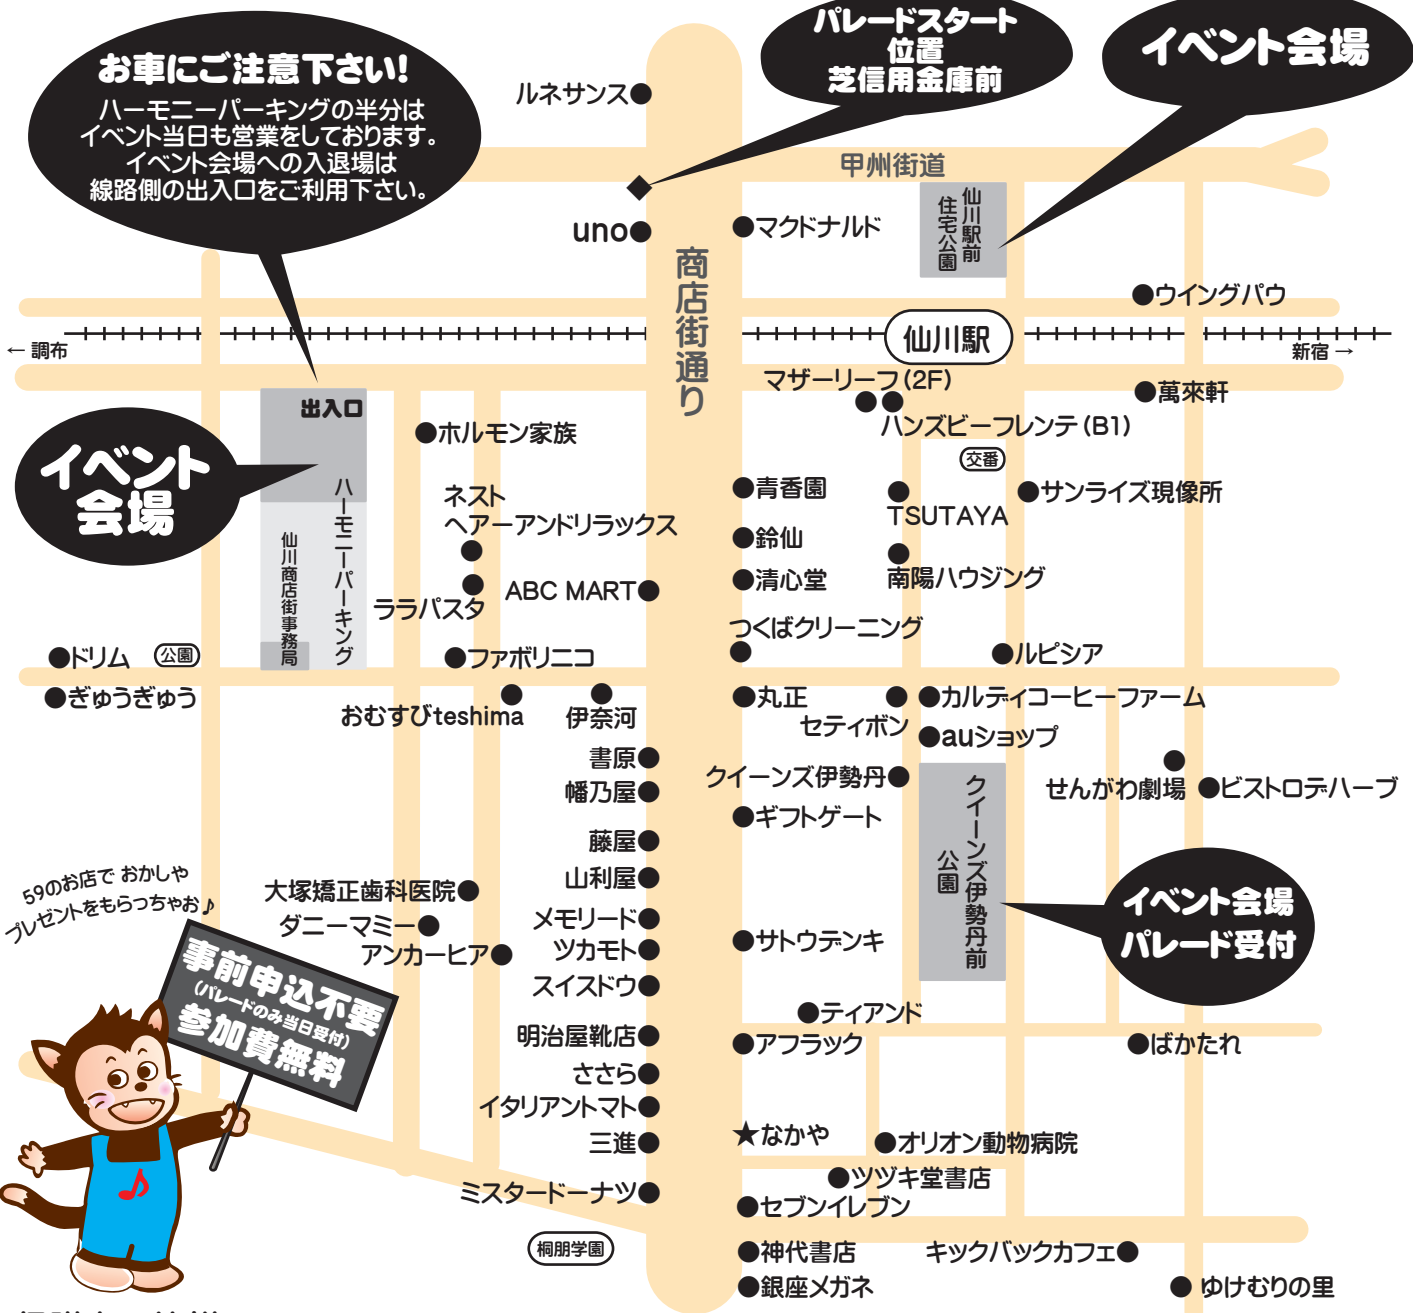 お車にご注意下さい!
ハーモニーパーキングの半分は
イベント当日も営業をしております。
イベント会場への入退場は
線路側の出入口をご利用下さい。
パレードスタート
位置
芝信用金庫前
イベント会場
ルネサンス
甲州街道
uno
マクドナルド
仙川駅前
住宅公園
商店街通り
ウイングパウ
← 調布
仙川駅
新宿 →
マザーリーフ(2F)
萬來軒
ハンズビーフレンテ(B1)
出入口
イベント
会場
ホルモン家族
交番
ハーモニーパーキング
仙川商店街事務局
ネスト
ヘアーアンドリラックス
青香園
TSUTAYA
サンライズ現像所
鈴仙
南陽ハウジング
ララパスタ
ABC MART
清心堂
つくばクリーニング
ドリム
公園
ファボリニコ
ルピシア
ぎゅうぎゅう
おむすびteshima
伊奈河
丸正
セティボン
カルディコーヒーファーム
auショップ
書原
幡乃屋
クイーンズ伊勢丹
せんがわ劇場
ビストロデハーブ
ギフトゲート
クイーンズ伊勢丹前
公園
藤屋
山利屋
59のお店で おかしや
プレゼントをもらっちゃお♪
大塚矯正歯科医院
ダニーマミー
アンカーヒア
メモリード
ツカモト
サトウデンキ
イベント会場
パレード受付
スイスドウ
事前申込不要
(パレードのみ当日受付)
参加費無料
ティアンド
明治屋靴店
アフラック
ばかたれ
ささら
イタリアントマト
三進
★なかや
オリオン動物病院
ツヅキ堂書店
ミスタードーナツ
セブンイレブン
桐朋学園
神代書店
キックバックカフェ
銀座メガネ
ゆけむりの里